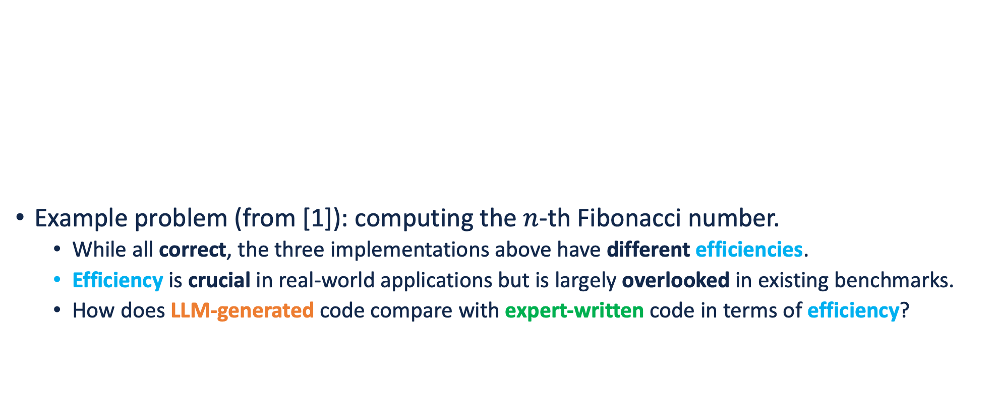 • Example problem (from [1]): computing the n-th Fibonacci number.
• While all correct, the three implementations above have different efficiencies.
• Efficiency is crucial in real-world applications but is largely overlooked in existing benchmarks.
• How does LLM-generated code compare with expert-written code in terms of efficiency?